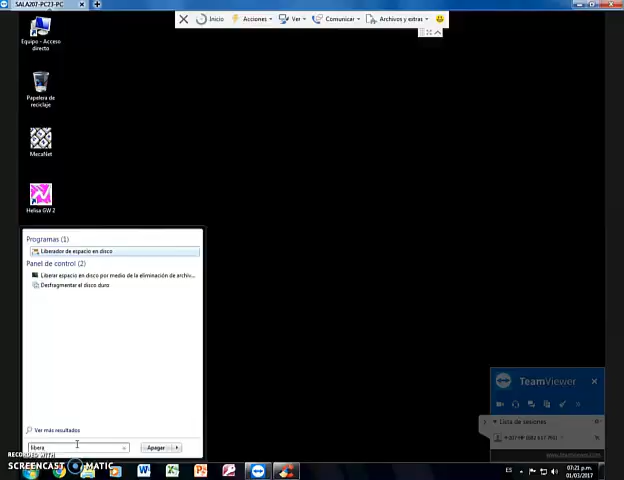 SALA207-PC23-PC
Inicio
Acciones
Ver
Comunicar
Archivos y extras
Equipo - Acceso
directo
Papelera de
reciclaje
MecaNet
Helisa GW 2
Programas (1)
Liberador de espacio en disco
Panel de control (2)
Liberar espacio en disco por medio de la eliminación de archiv...
Desfragmentar el disco duro
Ver más resultados
libera
Apagar
TeamViewer
Lista de sesiones
www.teamviewer.com
RECORDED WITH
SCREENCAST MATIC
ES
07:21 p.m.
01/03/2017